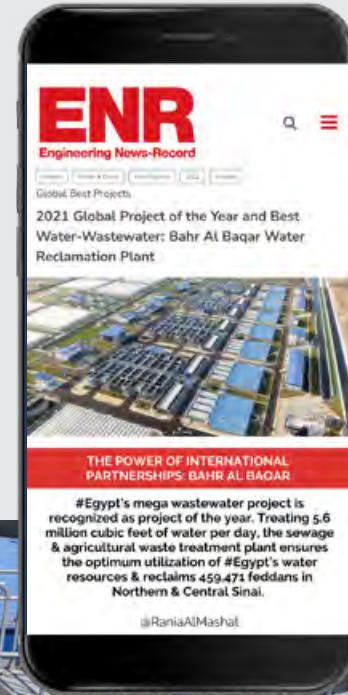 ENR
Engineering News-Record
Global Best Projects
2021 Global Project of the Year and Best
Water-Wastewater: Bahr Al Baqar Water
Reclamation Plant
THE POWER OF INTERNATIONAL
PARTNERSHIPS: BAHR AL BAQAR
#Egypt's mega wastewater project is
recognized as project of the year. Treating 5.6
million cubic feet of water per day, the sewage
& agricultural waste treatment plant ensures
the optimum utilization of #Egypt's water
resources & reclaims 459,471 feddans in
Northern & Central Sinai.
@RaniaAlMashat